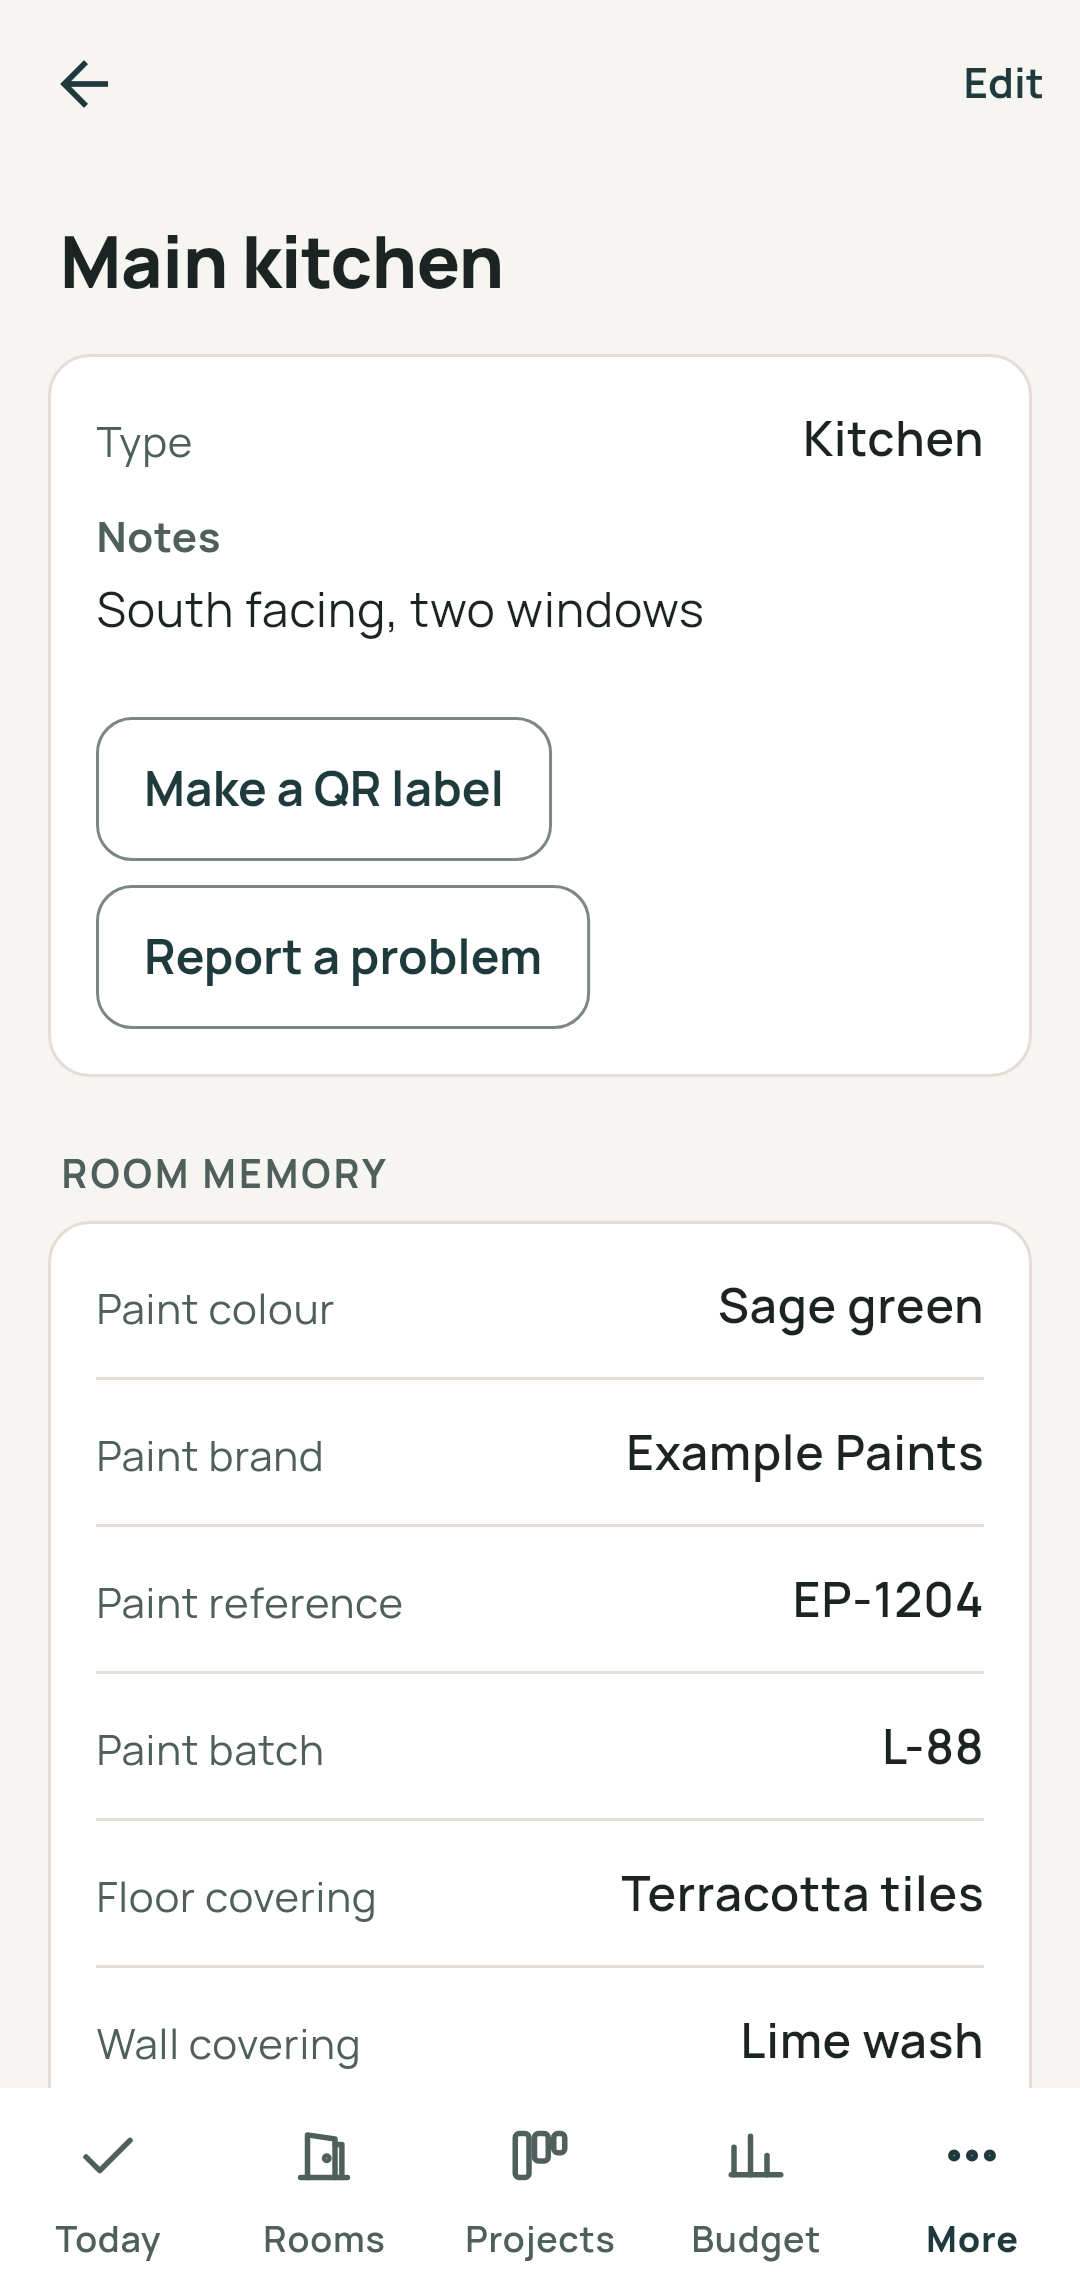 Edit
Main kitchen
Type Kitchen
Notes
South facing, two windows
Make a QR label
Report a problem
ROOM MEMORY
Paint colour Sage green
Paint brand Example Paints
Paint reference EP-1204
Paint batch L-88
Floor covering Terracotta tiles
Wall covering Lime wash
Today Rooms Projects Budget More